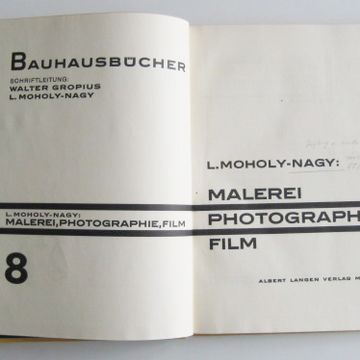 BAUHAUSBÜCHER
SCHRIFTLEITUNG:
WALTER GROPIUS
L. MOHOLY-NAGY
L. MOHOLY-NAGY:
MALEREI, PHOTOGRAPHIE, FILM
8
L. MOHOLY-NAGY:
MALEREI
PHOTOGRAPH
FILM
ALBERT LANGEN VERLAG M